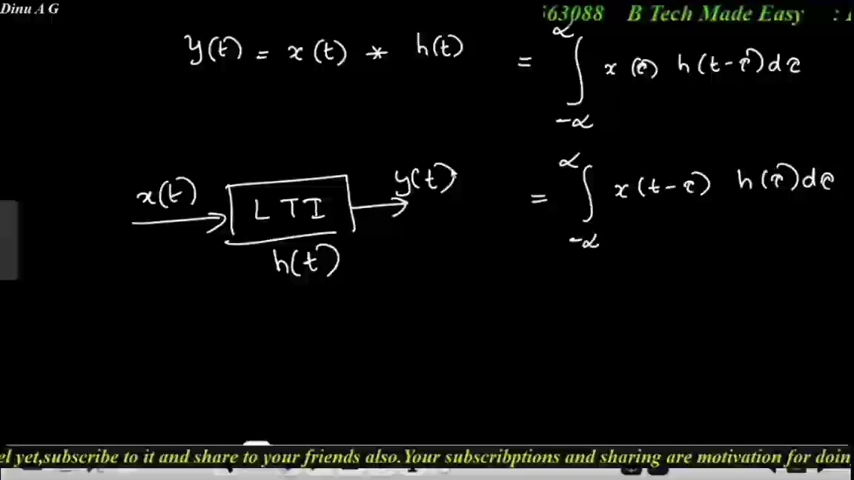 Dinu A G
63088 B Tech Made Easy :
y(t) = x(t) * h(t) = ∫_{-∝}^{∝} x(τ) h(t-τ)dτ
= ∫_{-∝}^{∝} x(t-τ) h(τ)dτ
x(t) LTI y(t)
h(t)
el yet,subscribe to it and share to your friends also.Your subscribptions and sharing are motivation for doin